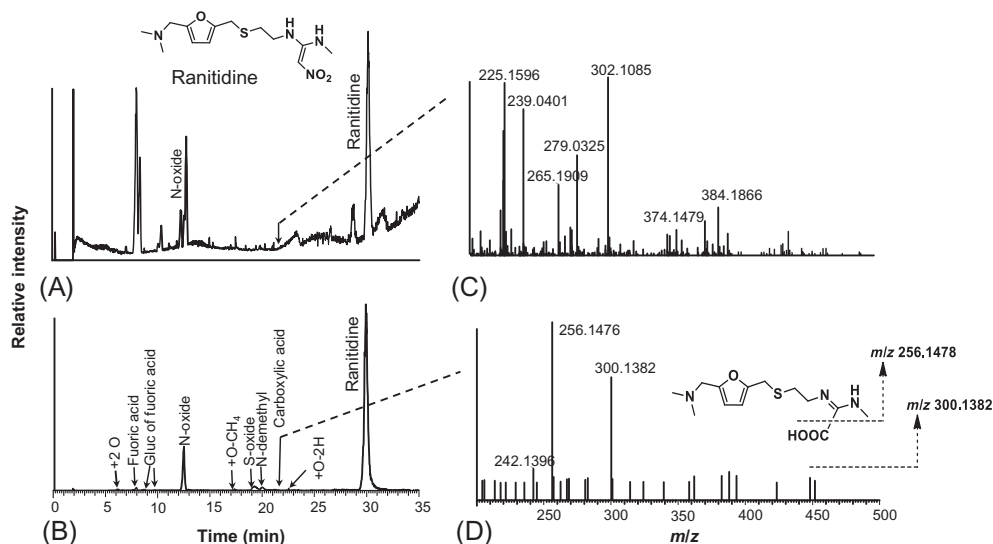 N
O
S
H
N
H
N
NO₂
Ranitidine
Relative intensity
N-oxide
Ranitidine
(A)
225.1596
302.1085
239.0401
279.0325
265.1909
374.1479
384.1866
(C)
+2 O
Fuoric acid
Gluc of fuoric acid
N-oxide
+O-CH₄
S-oxide
N-demethyl
Carboxylic acid
+O-2H
Ranitidine
0 5 10 15 20 25 30 35
(B)
Time (min)
256.1476
300.1382
242.1396
N
O
S
N
H
N
HOOC
m/z 256.1478
m/z 300.1382
250 300 350 400 450 500
(D)
m/z